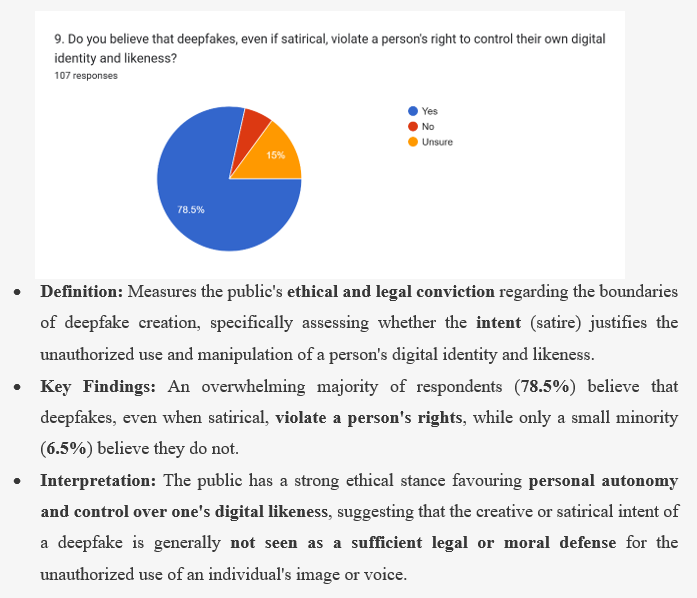 9. Do you believe that deepfakes, even if satirical, violate a person's right to control their own digital
identity and likeness?
107 responses
Yes
No
Unsure
15%
78.5%
• Definition: Measures the public's ethical and legal conviction regarding the boundaries
of deepfake creation, specifically assessing whether the intent (satire) justifies the
unauthorized use and manipulation of a person's digital identity and likeness.
• Key Findings: An overwhelming majority of respondents (78.5%) believe that
deepfakes, even when satirical, violate a person's rights, while only a small minority
(6.5%) believe they do not.
• Interpretation: The public has a strong ethical stance favouring personal autonomy
and control over one's digital likeness, suggesting that the creative or satirical intent of
a deepfake is generally not seen as a sufficient legal or moral defense for the
unauthorized use of an individual's image or voice.